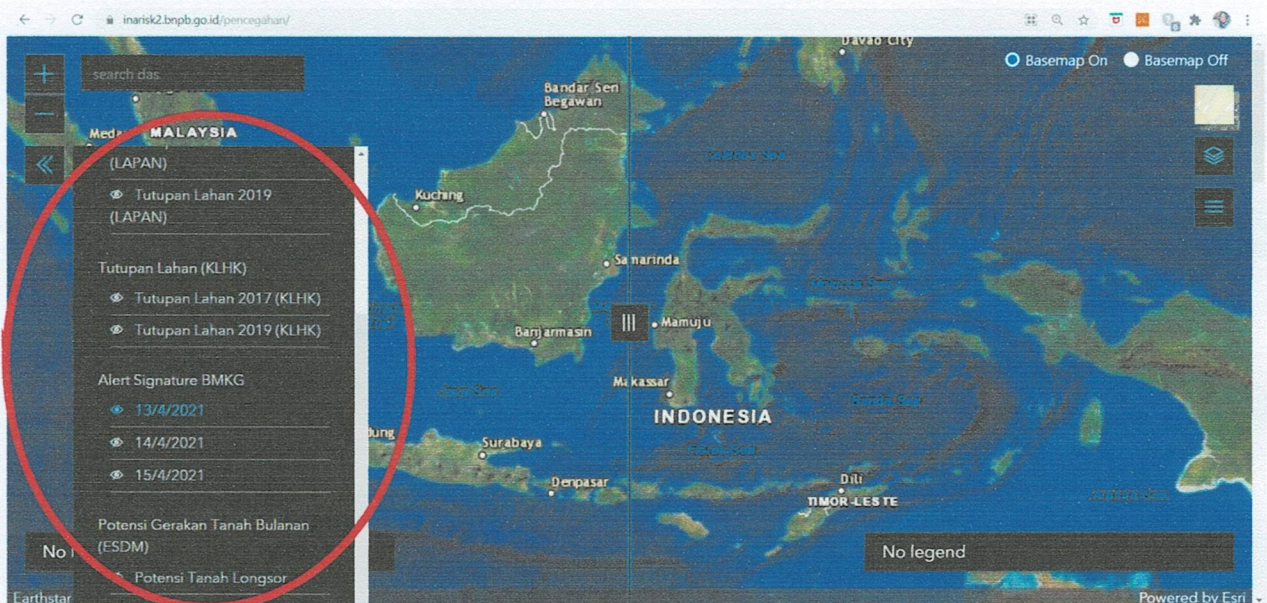 inarisk2.bnpb.go.id/pencegahan/
search das
Basemap On
Basemap Off
Davao City
Bandar Seri
Begawan
MALAYSIA
(LAPAN)
Tutupan Lahan 2019
(LAPAN)
Kuching
Tutupan Lahan (KLHK)
Samarinda
Tutupan Lahan 2017 (KLHK)
Tutupan Lahan 2019 (KLHK)
Banjarmasin
Mamuju
Alert Signature BMKG
Makassar
13/4/2021
INDONESIA
Banda Sea
14/4/2021
Surabaya
15/4/2021
Denpasar
Dili
TIMOR-LESTE
Potensi Gerakan Tanah Bulanan
(ESDM)
No legend
Potensi Tanah Longsor
Earthstar
Powered by Esri